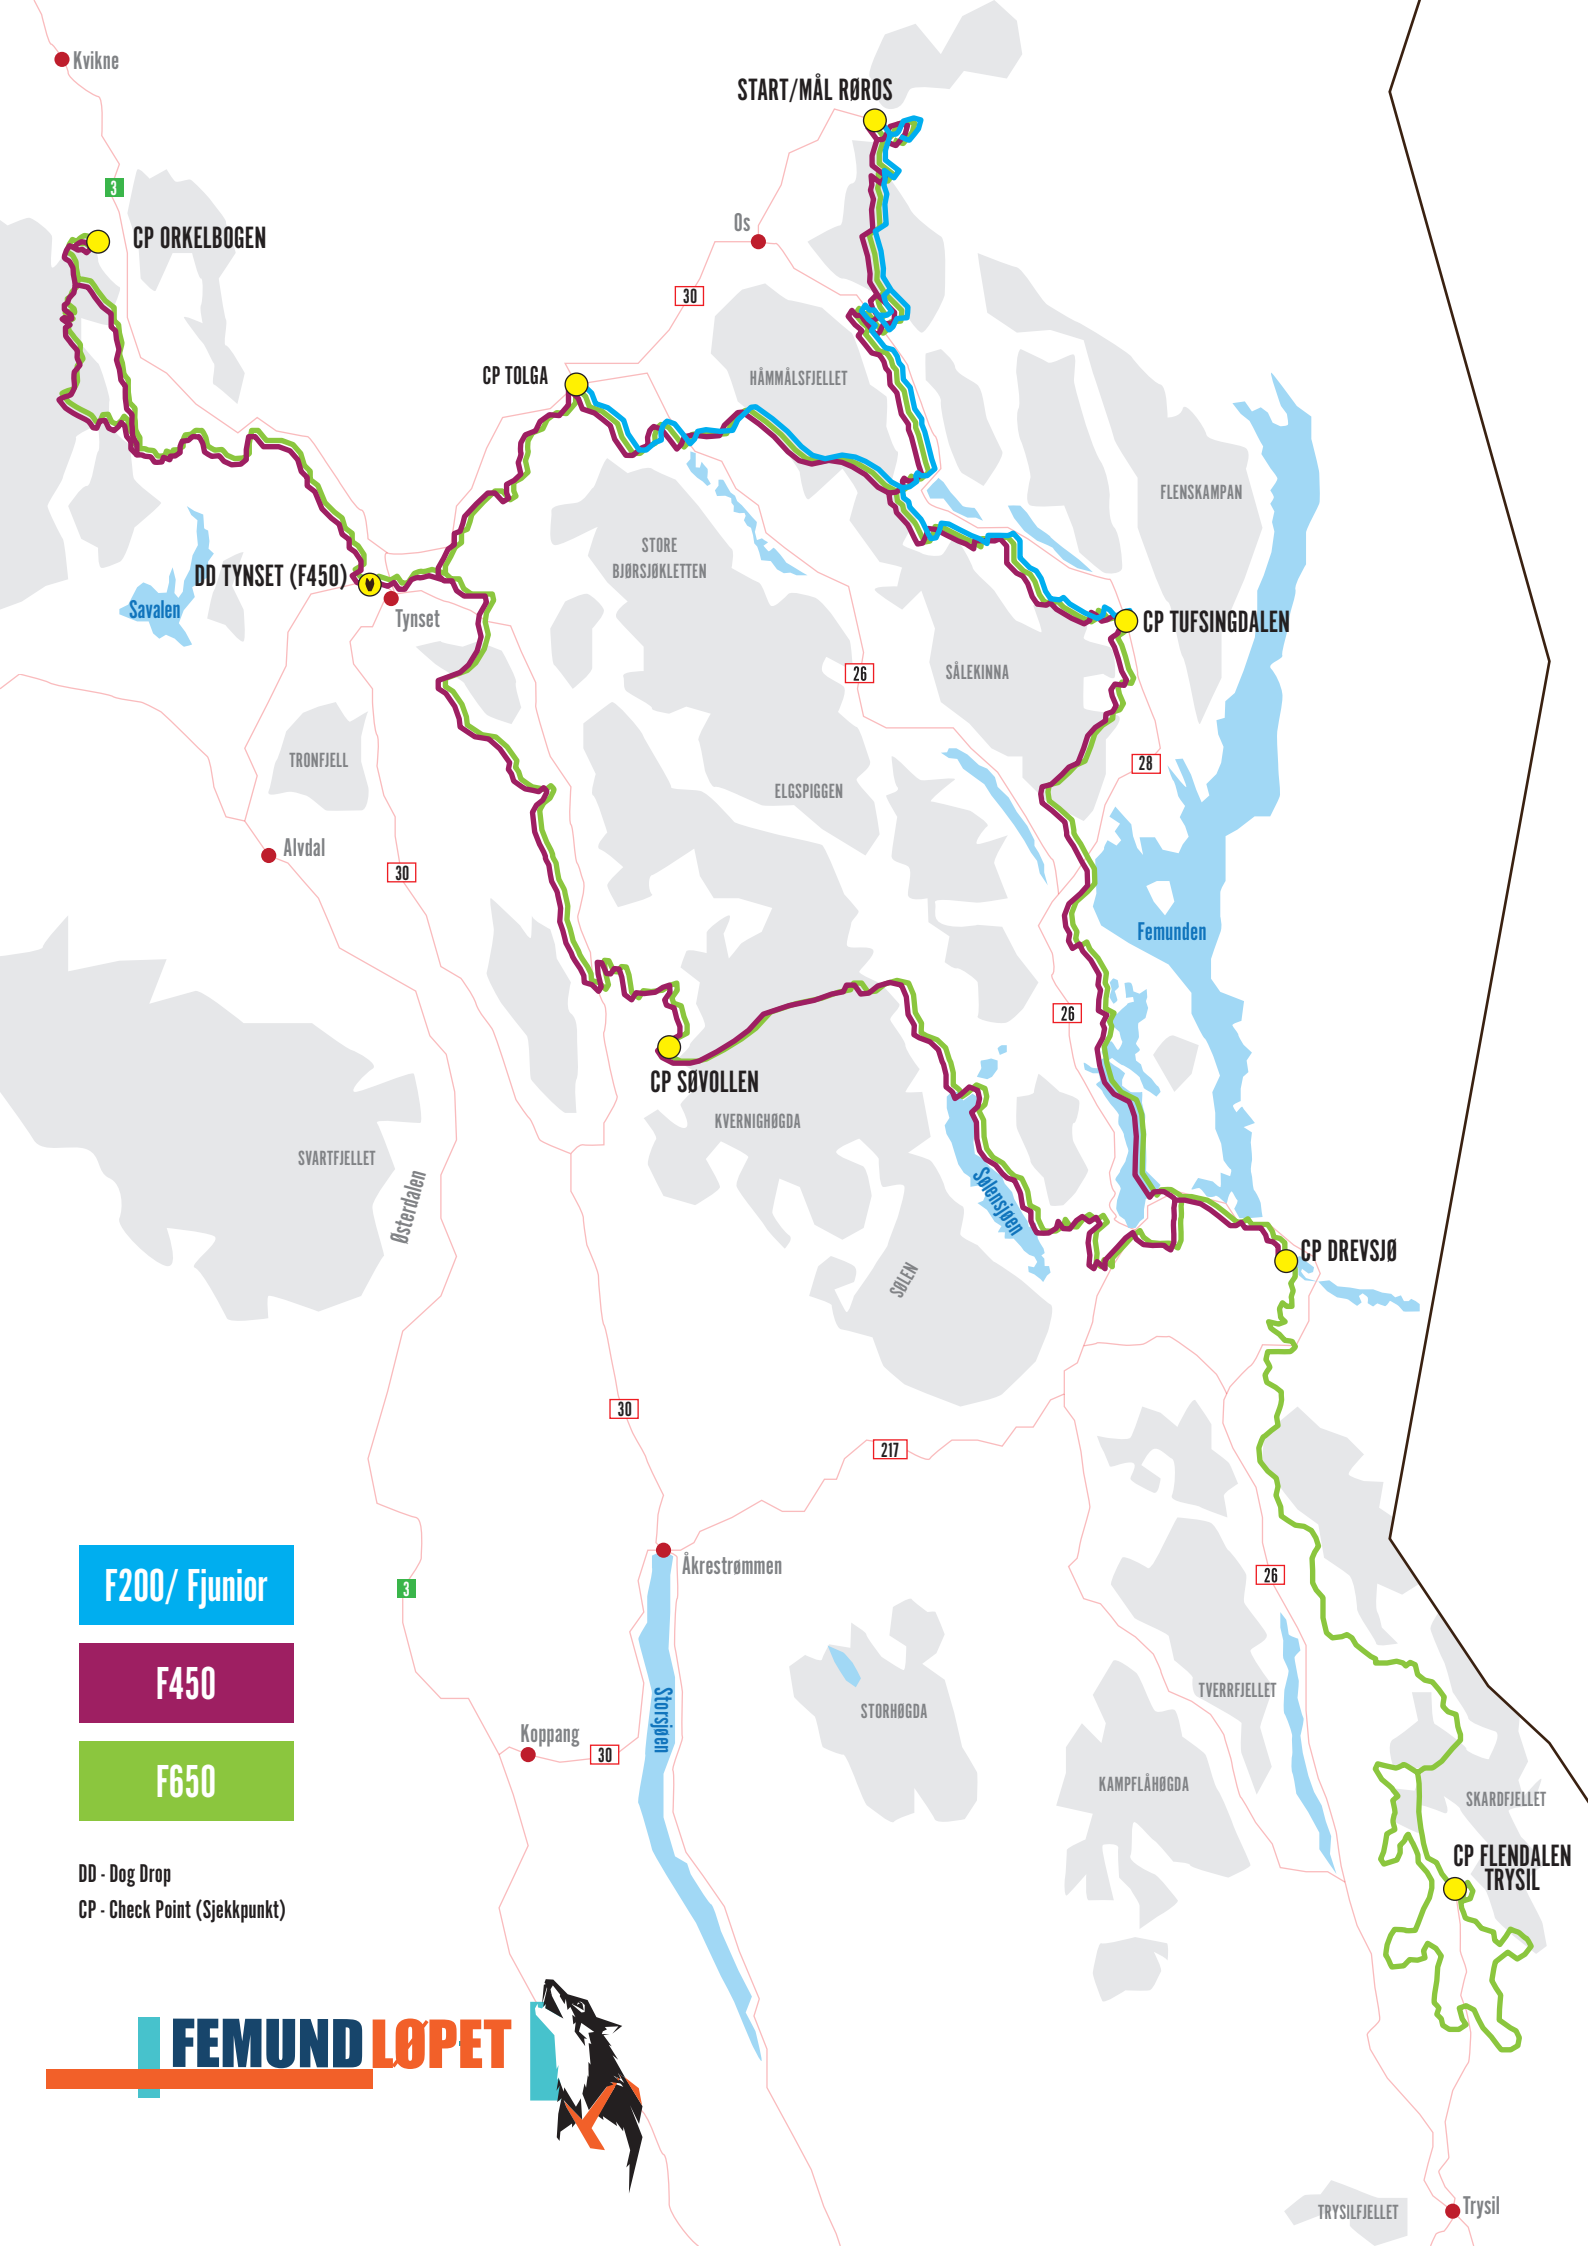 Kvikne
START/MÅL RØROS
3
Os
CP ORKELBOGEN
30
CP TOLGA
HÅMMÅLSFJELLET
FLENSKAMPAN
STORE
BJØRSJØKLETTEN
DD TYNSET (F450)
Savalen
Tynset
CP TUFSINGDALEN
26
SÅLEKINNA
TRONFJELL
28
ELGSPIGGEN
Alvdal
30
Femunden
26
CP SØVOLLEN
KVERNIGHØGDA
SVARTFJELLET
Østerdalen
Sølensjøen
CP DREVSJØ
SØLEN
30
217
Åkrestrømmen
26
3
F200/ Fjunior
F450
F650
Storsjøen
TVERRFJELLET
STORHØGDA
Koppang
30
KAMPFLÅHØGDA
SKARDFJELLET
CP FLENDALEN
TRYSIL
DD - Dog Drop
CP - Check Point (Sjekkpunkt)
FEMUNDLØPET
Trysil
TRYSILFJELLET